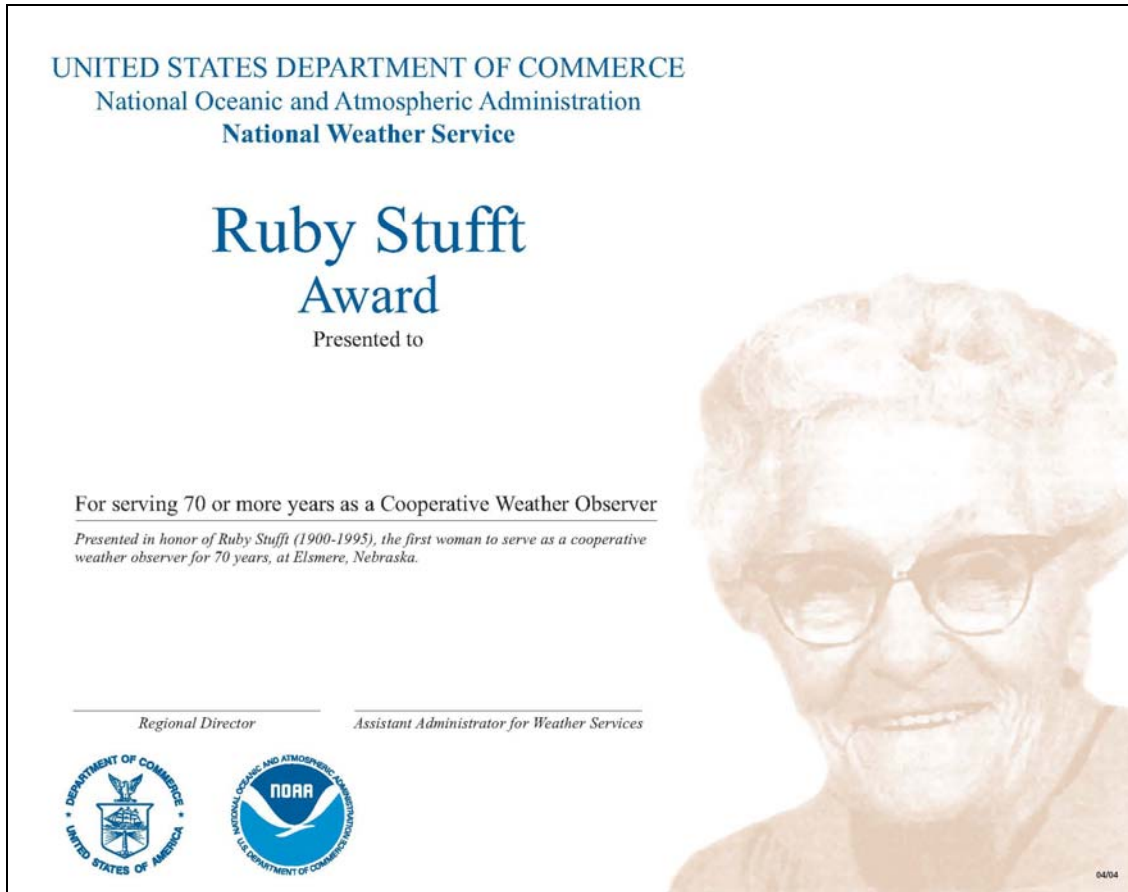 UNITED STATES DEPARTMENT OF COMMERCE
National Oceanic and Atmospheric Administration
National Weather Service
Ruby Stufft
Award
Presented to
For serving 70 or more years as a Cooperative Weather Observer
Presented in honor of Ruby Stufft (1900-1995), the first woman to serve as a cooperative
weather observer for 70 years, at Elsmere, Nebraska.
Regional Director
Assistant Administrator for Weather Services
DEPARTMENT OF COMMERCE
UNITED STATES OF AMERICA
NATIONAL OCEANIC AND ATMOSPHERIC ADMINISTRATION
NOAA
U.S. DEPARTMENT OF COMMERCE
04/04